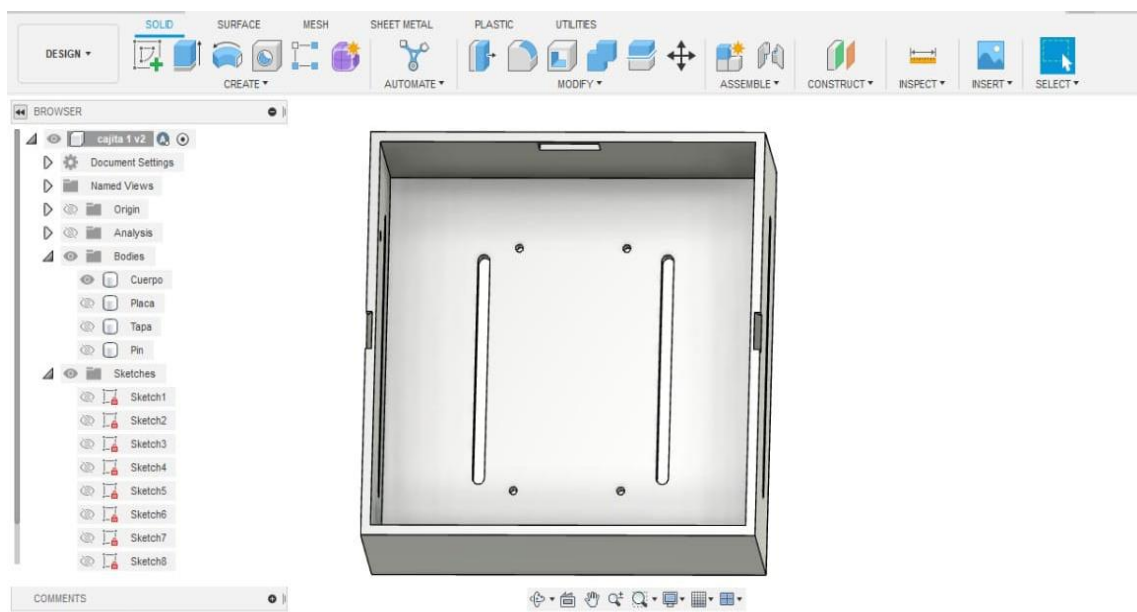 SOLID SURFACE MESH SHEET METAL PLASTIC UTILITIES
DESIGN
CREATE AUTOMATE MODIFY ASSEMBLE CONSTRUCT INSPECT INSERT SELECT
BROWSER
cajita 1 v2
Document Settings
Named Views
Origin
Analysis
Bodies
Cuerpo
Placa
Tapa
Pin
Sketches
Sketch1
Sketch2
Sketch3
Sketch4
Sketch5
Sketch6
Sketch7
Sketch8
COMMENTS